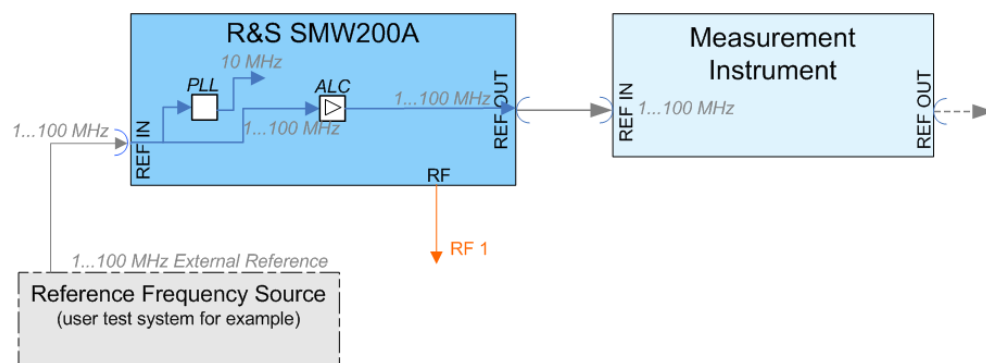 R&S SMW200A
10 MHz
PLL
ALC
1...100 MHz
1...100 MHz
REF IN
REF OUT
RF
RF 1
Measurement
Instrument
REF IN
1...100 MHz
REF OUT
1...100 MHz
1...100 MHz External Reference
Reference Frequency Source
(user test system for example)